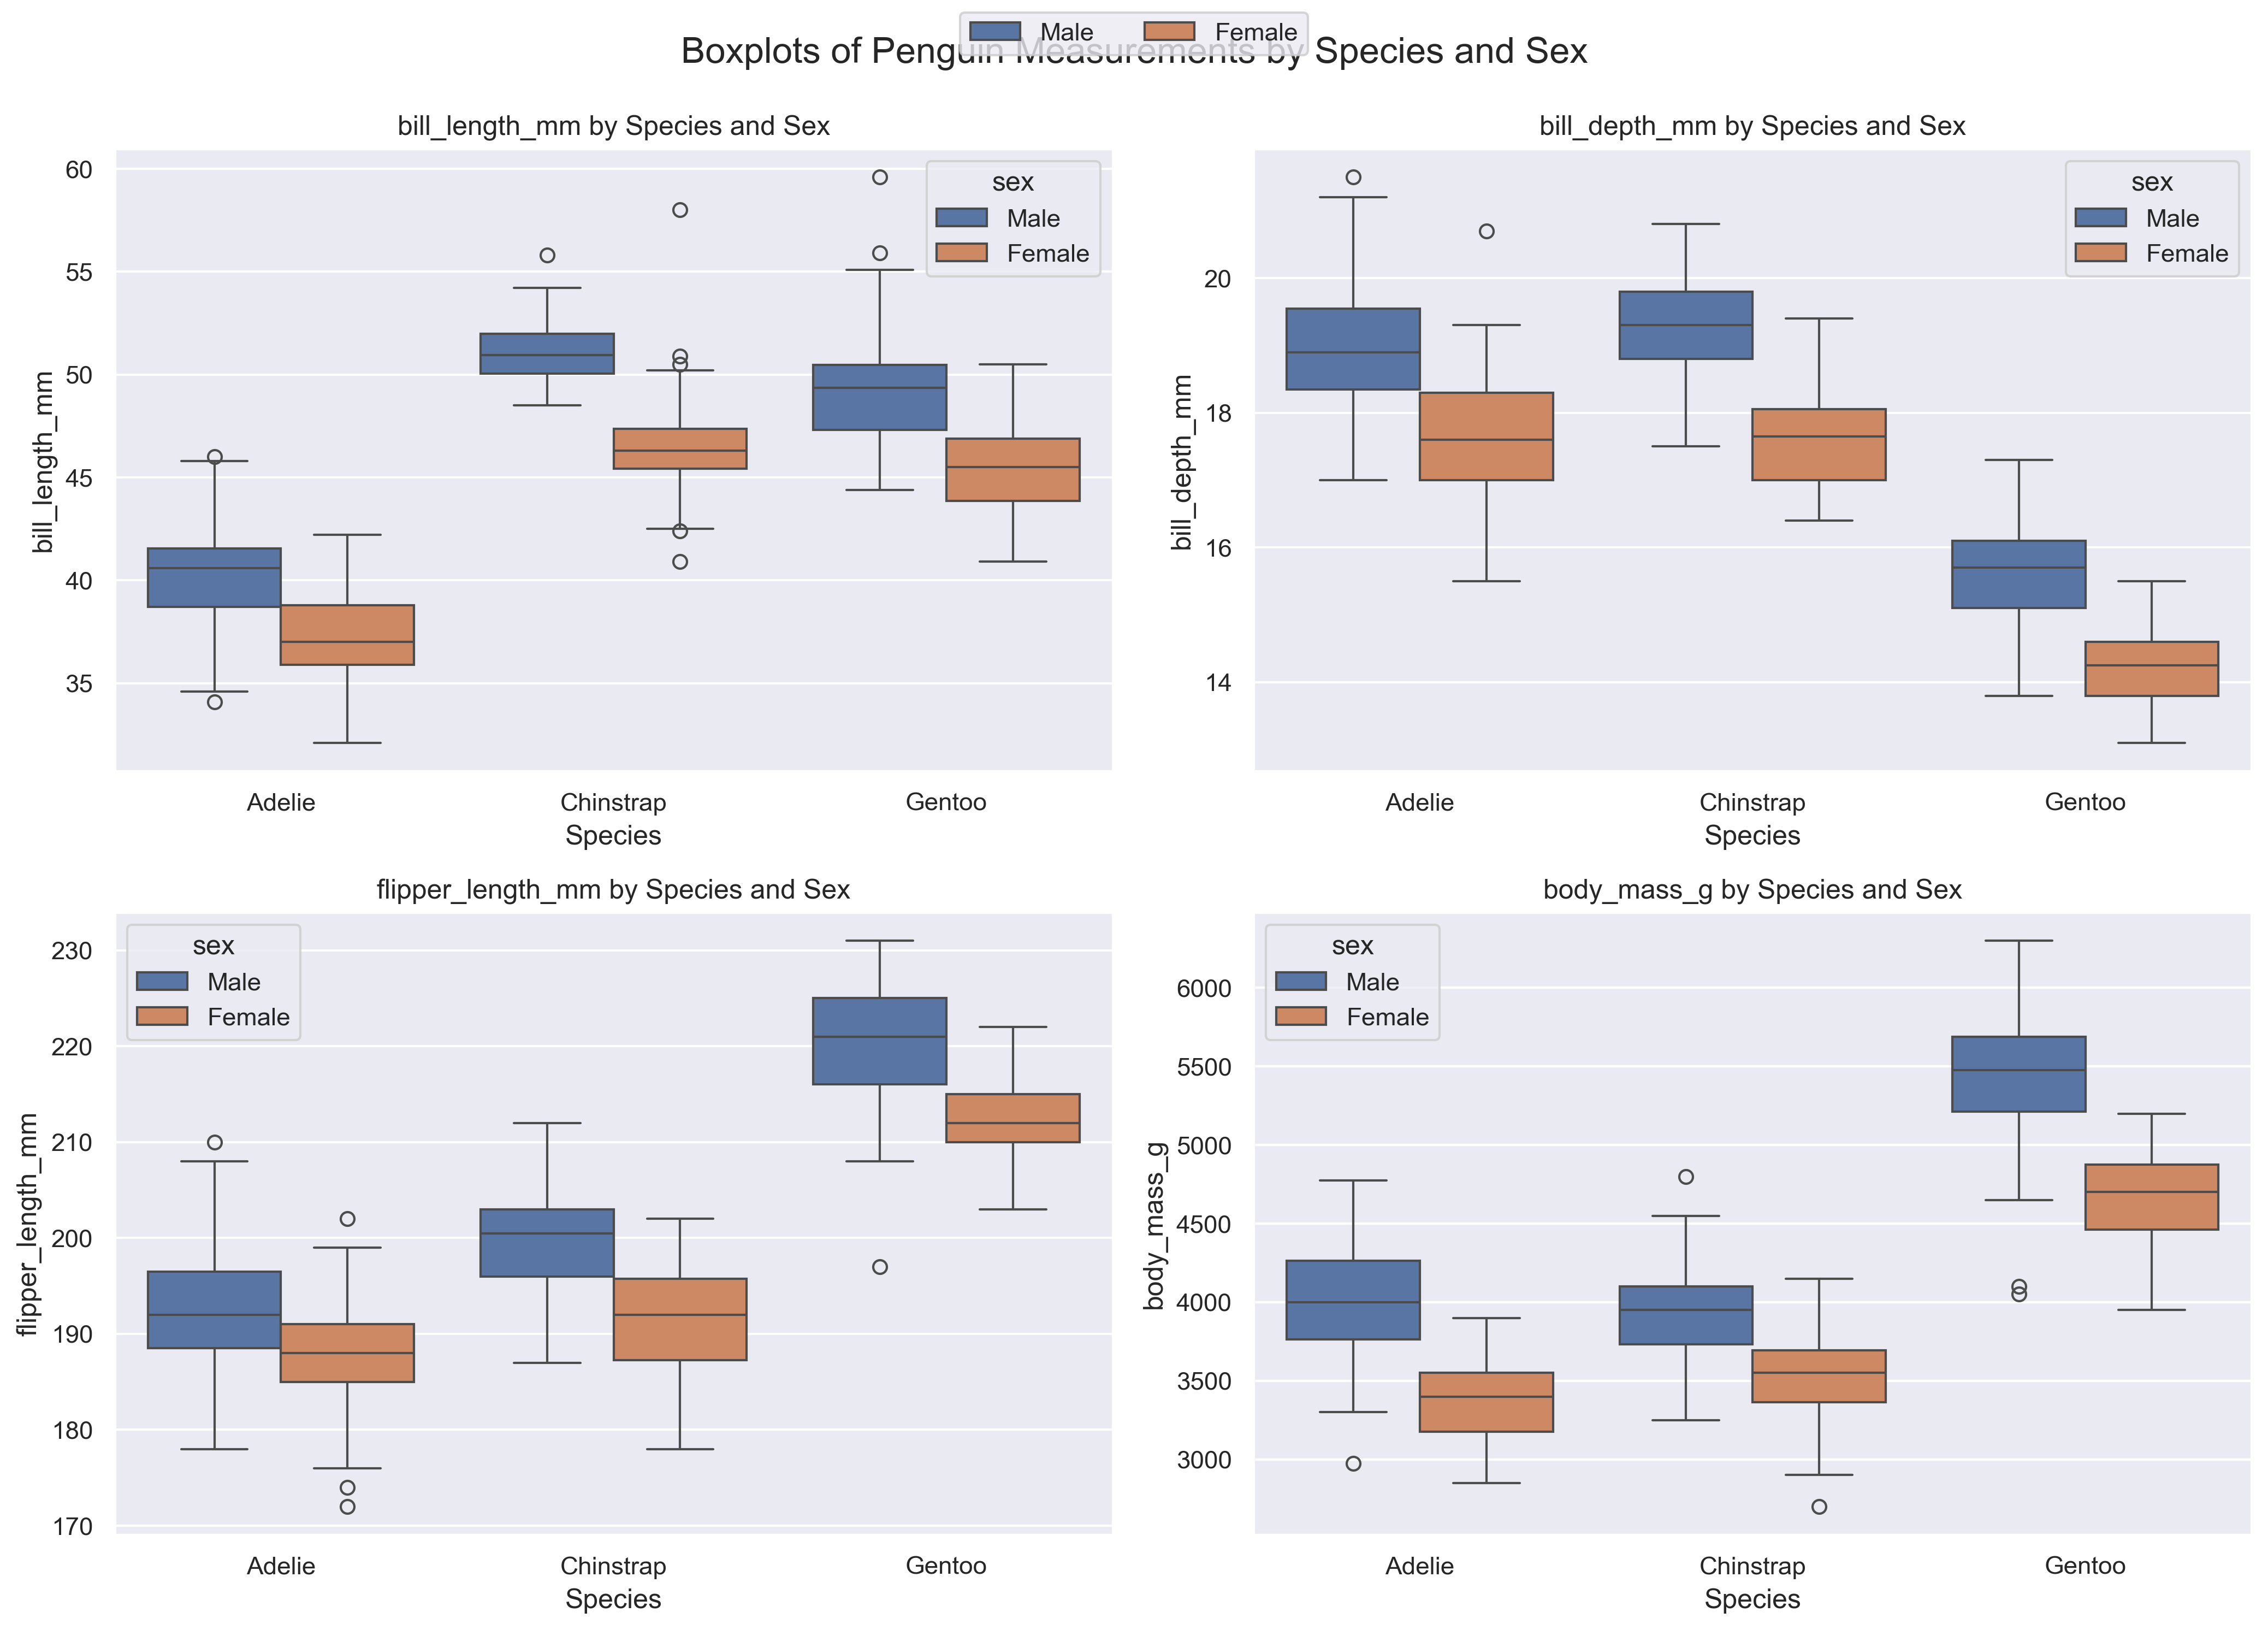 Male Female
Boxplots of Penguin Measurements by Species and Sex
bill_length_mm by Species and Sex
sex
Male
Female
60
55
50
45
40
35
bill_length_mm
Adelie Chinstrap Gentoo
Species
bill_depth_mm by Species and Sex
sex
Male
Female
20
18
16
14
bill_depth_mm
Adelie Chinstrap Gentoo
Species
flipper_length_mm by Species and Sex
sex
Male
Female
230
220
210
200
190
180
170
flipper_length_mm
Adelie Chinstrap Gentoo
Species
body_mass_g by Species and Sex
sex
Male
Female
6000
5500
5000
4500
4000
3500
3000
body_mass_g
Adelie Chinstrap Gentoo
Species